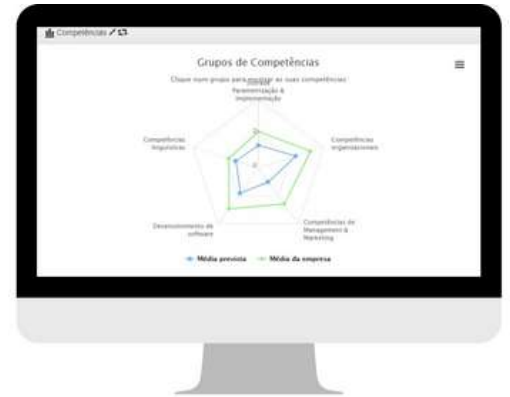 Competências
Grupos de Competências
Clique num grupo para mostrar as suas competências
Parametrização &
implementação
Competências
organizacionais
Competências de
Management &
Marketing
Desenvolvimento de
software
Competências
linguísticas
Média prevista
Média da empresa